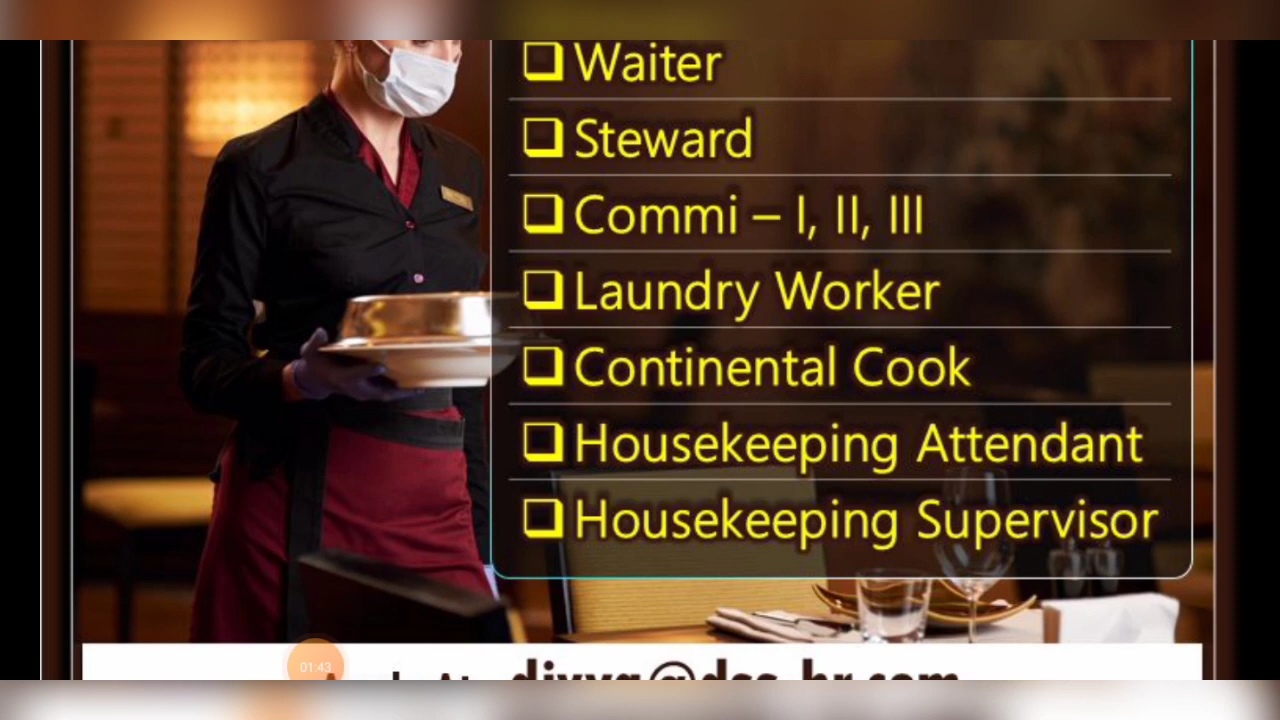 Waiter
Steward
Commi – I, II, III
Laundry Worker
Continental Cook
Housekeeping Attendant
Housekeeping Supervisor
01:43